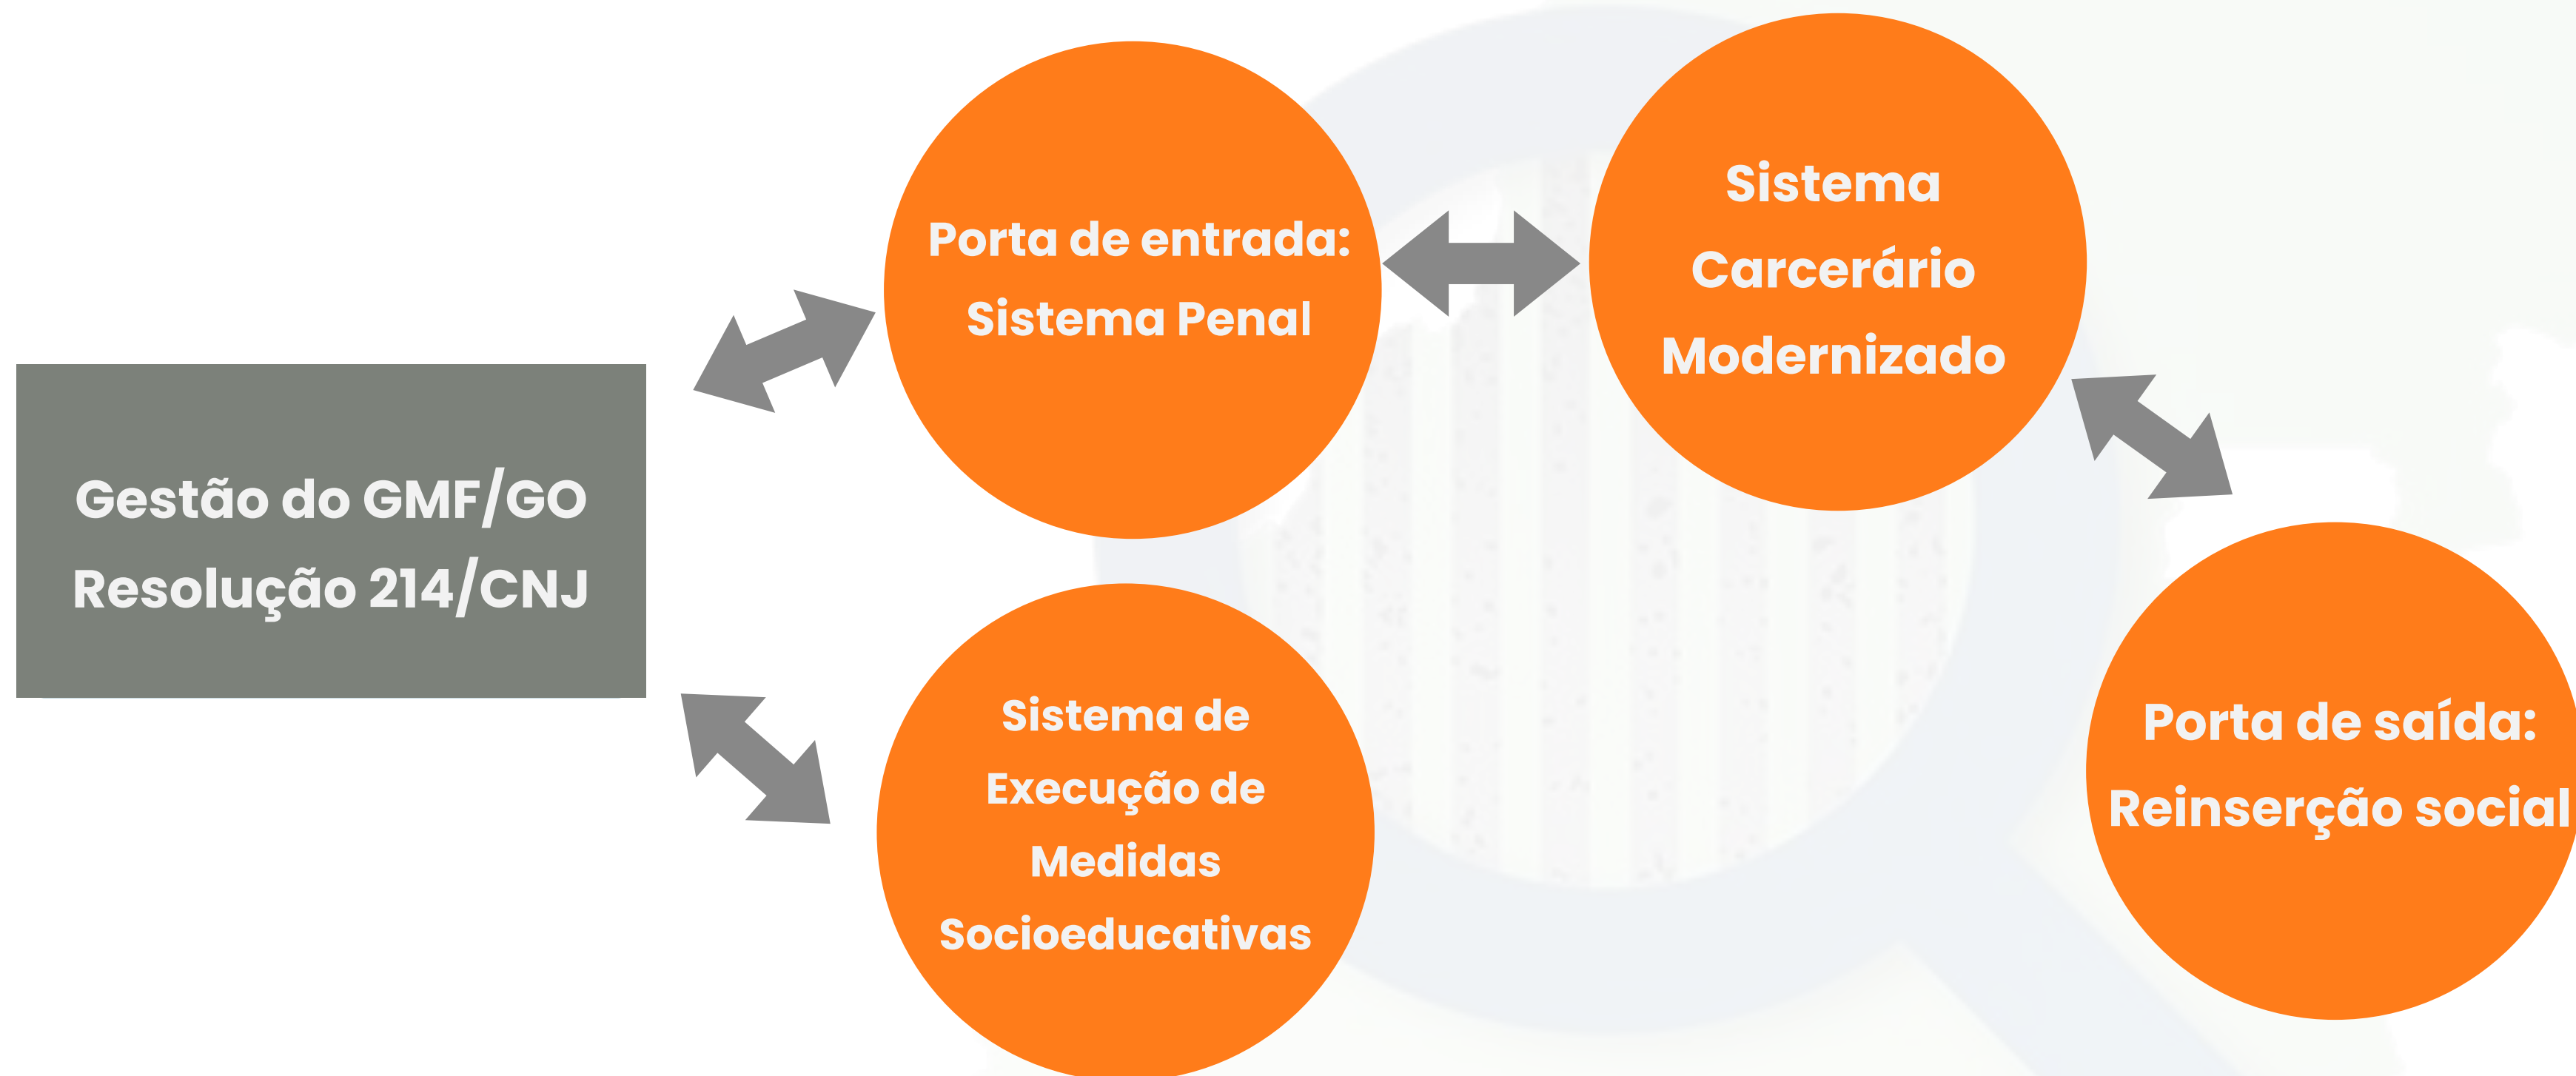 Gestão do GMF/GO
Resolução 214/CNJ
Porta de entrada:
Sistema Penal
Sistema
Carcerário
Modernizado
Sistema de
Execução de
Medidas
Socioeducativas
Porta de saída:
Reinserção social